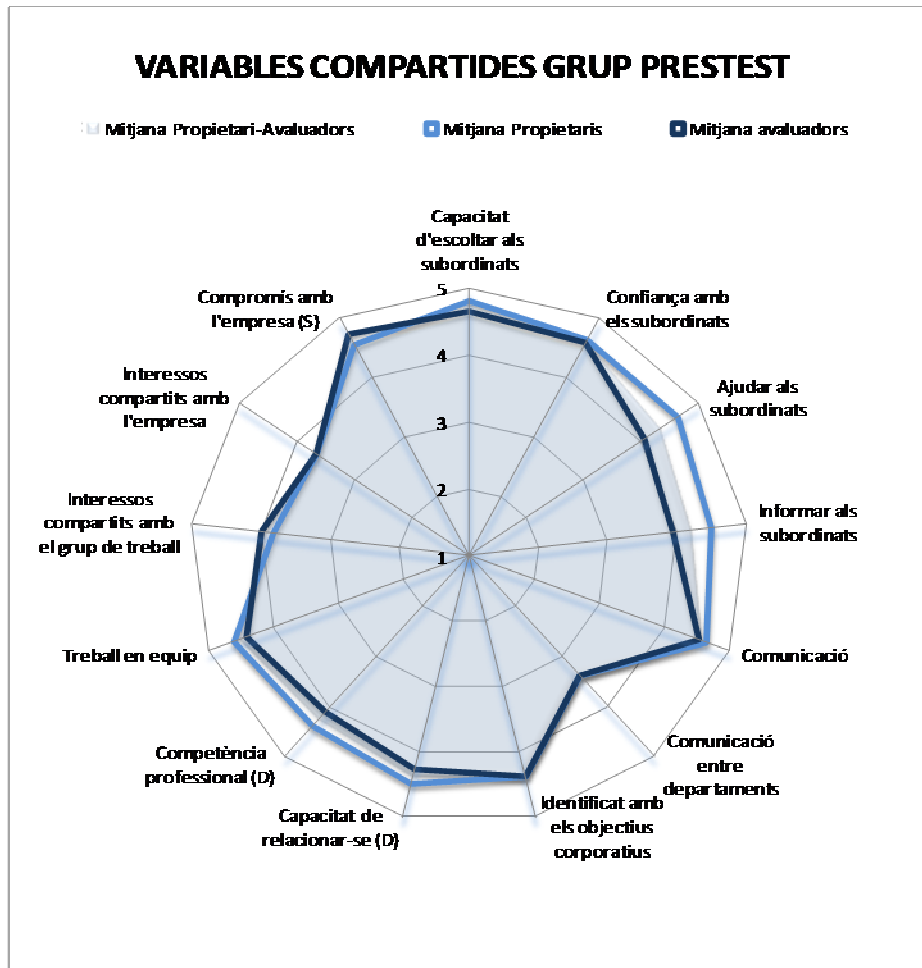 VARIABLES COMPARTIDES GRUP PRESTEST
Mitjana Propietari-Avaluadors
Mitjana Propietaris
Mitjana avaluadors
Capacitat
d'escoltar als
subordinats
Confiança amb
els subordinats
Ajudar als
subordinats
Informar als
subordinats
Comunicació
Comunicació
entre
departaments
Identificat amb
els objectius
corporatius
Capacitat de
relacionar-se (D)
Competència
professional (D)
Treball en equip
Interessos
compartits amb
el grup de treball
Interessos
compartits amb
l'empresa
Compromís amb
l'empresa (S)
5
4
3
2
1